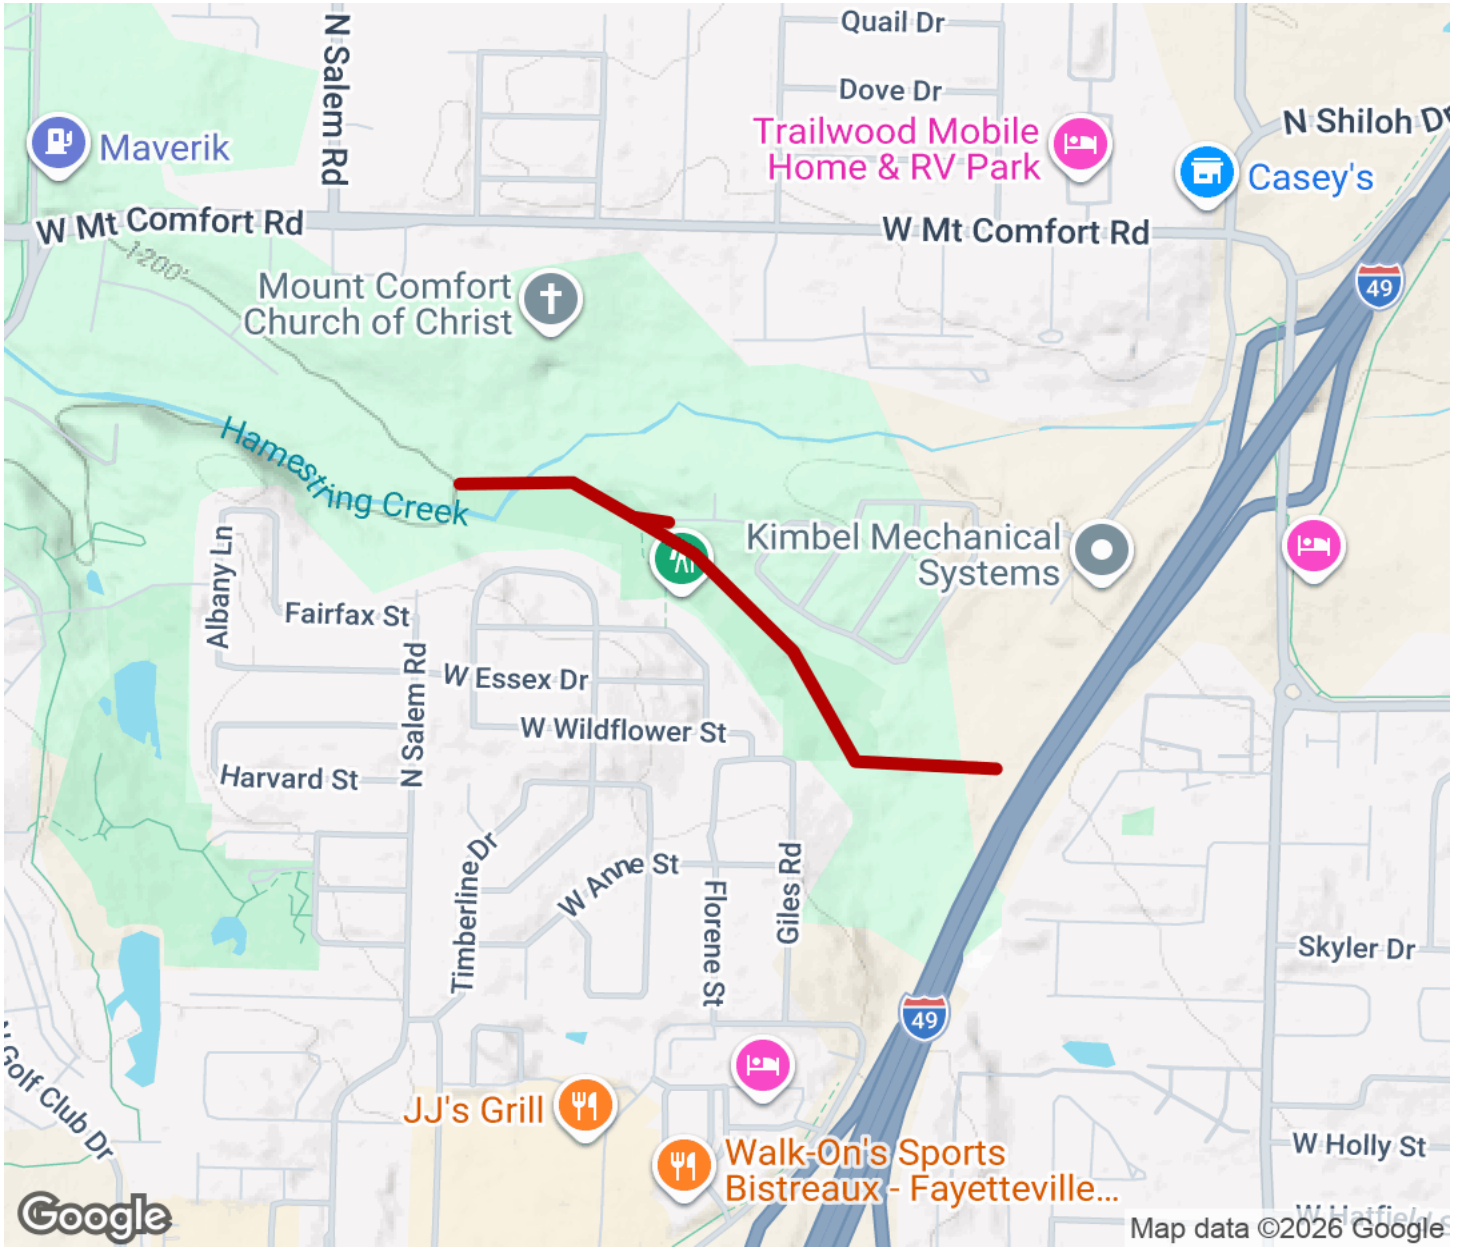 Quail Dr
N Salem Rd
Dove Dr
N Shiloh Dr
Maverik
Trailwood Mobile
Home & RV Park
Casey's
W Mt Comfort Rd
W Mt Comfort Rd
1200'
49
Mount Comfort
Church of Christ
Hamestring Creek
Kimbel Mechanical
Systems
Albany Ln
Fairfax St
N Salem Rd
W Essex Dr
W Wildflower St
Harvard St
Timberline Dr
W Anne St
Florene St
Giles Rd
Skyler Dr
49
N Golf Club Dr
JJ's Grill
Walk-On's Sports
Bistreaux - Fayetteville...
W Holly St
Google
Map data ©2026 Google